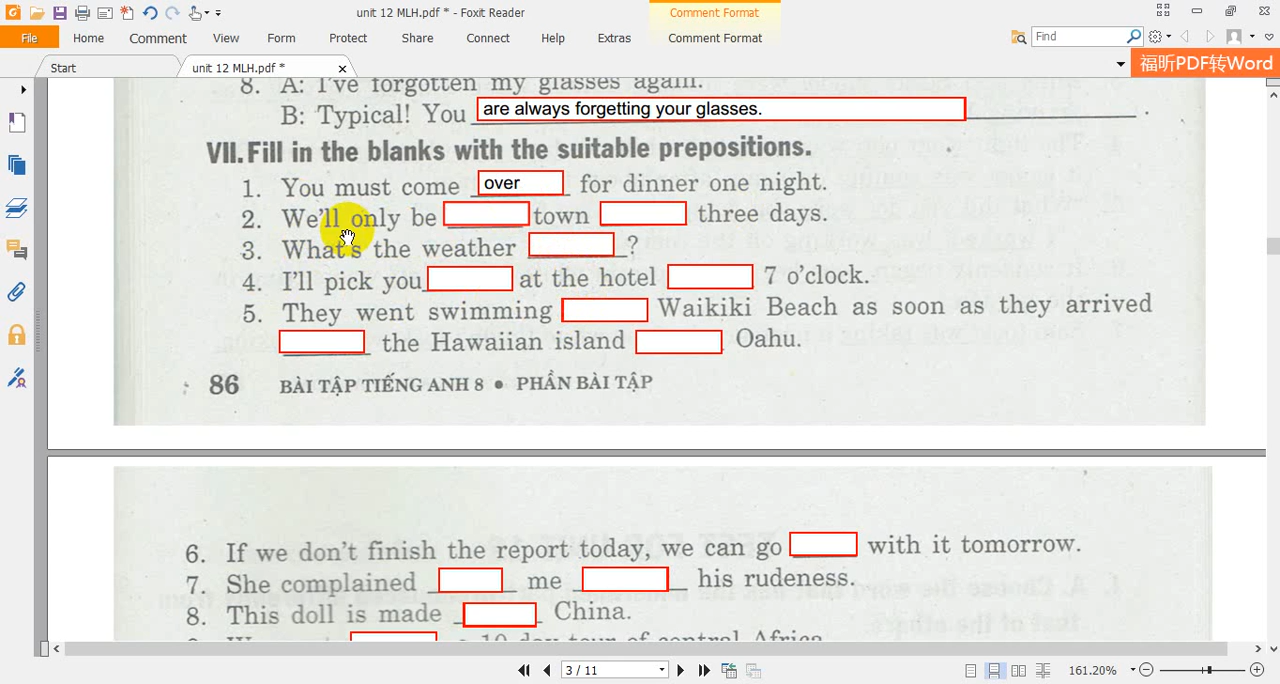 unit 12 MLH.pdf * - Foxit Reader
Comment Format
File Home Comment View Form Protect Share Connect Help Extras Comment Format
Find
Start
unit 12 MLH.pdf *
福昕PDF转Word
8. A: I've forgotten my glasses again.
B: Typical! You are always forgetting your glasses.
VII. Fill in the blanks with the suitable prepositions.
1. You must come over for dinner one night.
2. We'll only be town three days.
3. What's the weather ?
4. I'll pick you at the hotel 7 o'clock.
5. They went swimming Waikiki Beach as soon as they arrived
the Hawaiian island Oahu.
86 BÀI TẬP TIẾNG ANH 8 • PHẦN BÀI TẬP
6. If we don't finish the report today, we can go with it tomorrow.
7. She complained me his rudeness.
8. This doll is made China.
a 10-day tour of central Africa
3 / 11
161.20%